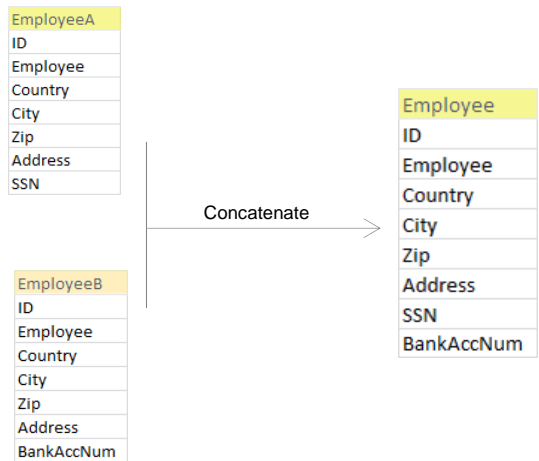 EmployeeA
ID
Employee
Country
City
Zip
Address
SSN
Concatenate
EmployeeB
ID
Employee
Country
City
Zip
Address
BankAccNum
Employee
ID
Employee
Country
City
Zip
Address
SSN
BankAccNum